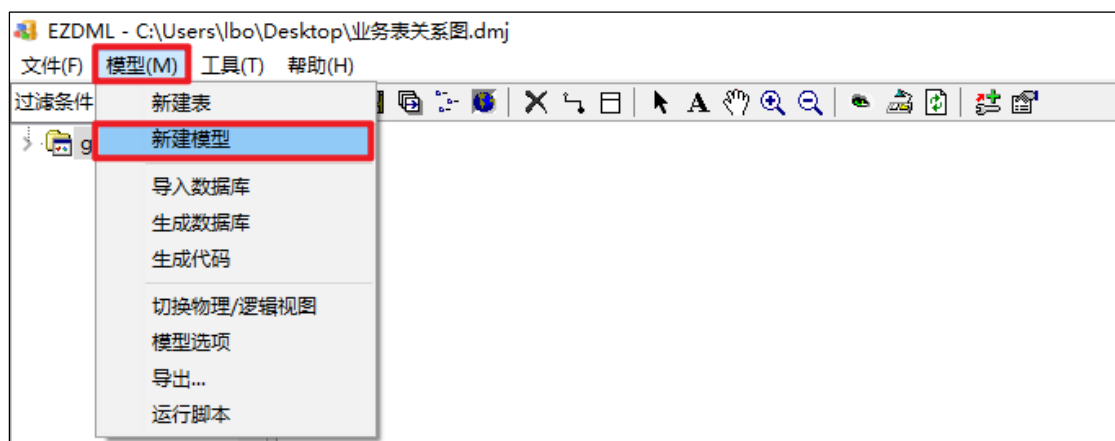 EZDML - C:\Users\lbo\Desktop\业务表关系图.dmj
文件(F) 模型(M) 工具(T) 帮助(H)
过滤条件
新建表
新建模型
g
导入数据库
生成数据库
生成代码
切换物理/逻辑视图
模型选项
导出...
运行脚本